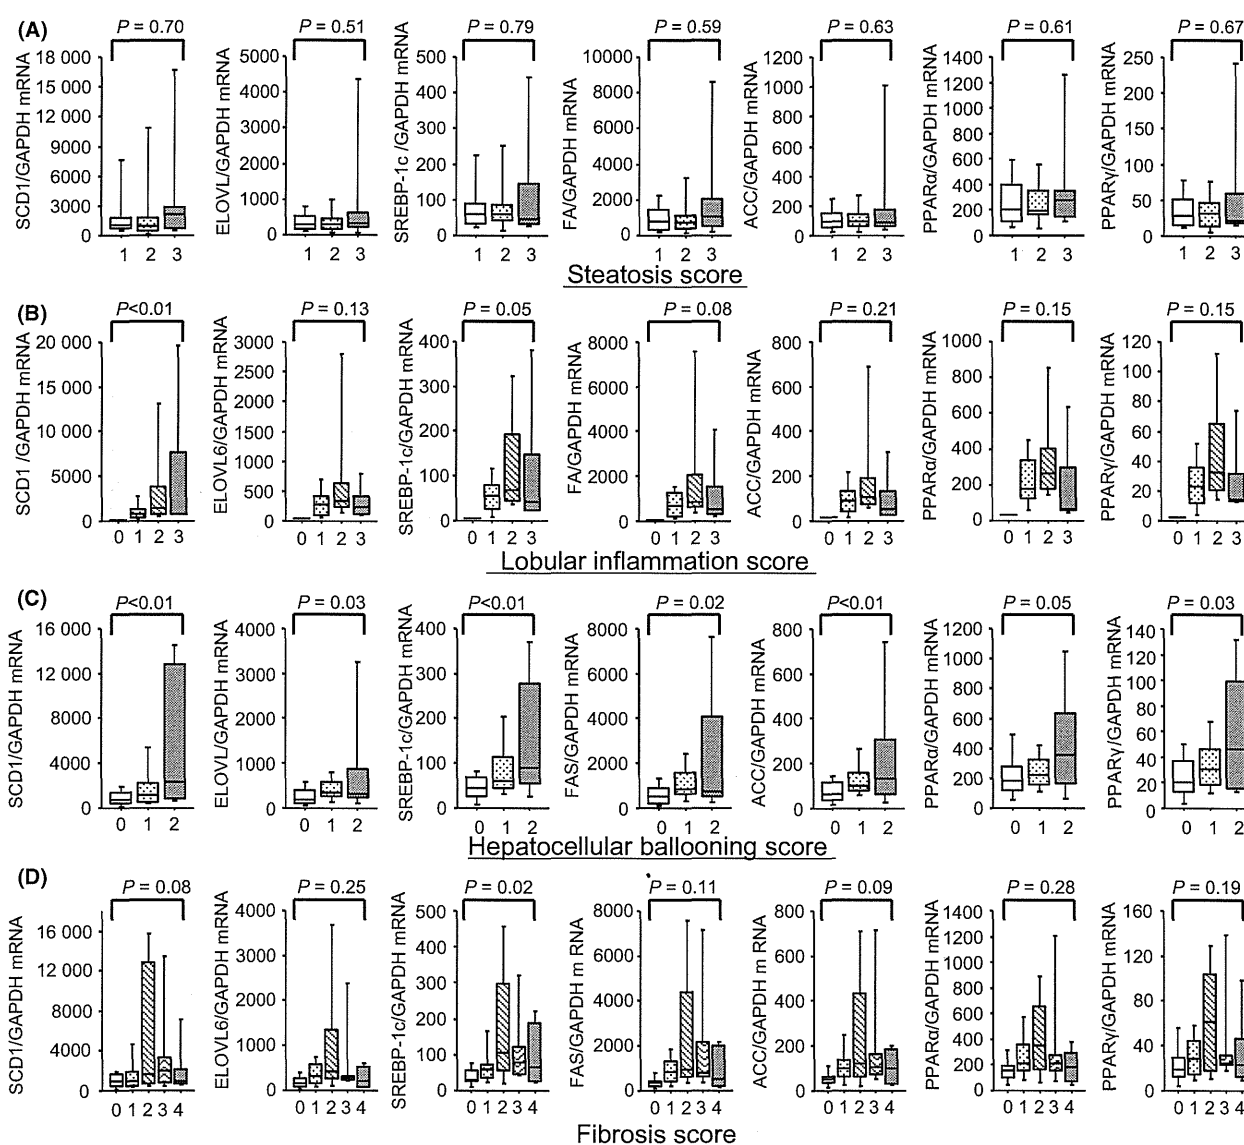 (A)
P = 0.70
P = 0.51
P = 0.79
P = 0.59
P = 0.63
P = 0.61
P = 0.67
SCD1/GAPDH mRNA
18 000
15 000
12 000
9000
6000
3000
0
1 2 3
ELOVL/GAPDH mRNA
5000
4000
3000
2000
1000
0
1 2 3
SREBP-1c /GAPDH mRNA
500
400
300
200
100
0
1 2 3
FA/GAPDH mRNA
10000
8000
6000
4000
2000
0
1 2 3
ACC/GAPDH mRNA
1200
1000
800
600
400
200
0
1 2 3
PPARα/GAPDH mRNA
1400
1200
1000
800
600
400
200
0
1 2 3
PPARγ/GAPDH mRNA
250
200
150
100
50
0
1 2 3
Steatosis score
(B)
P<0.01
P = 0.13
P = 0.05
P = 0.08
P = 0.21
P = 0.15
P = 0.15
SCD1 /GAPDH mRNA
20 000
15 000
10 000
5000
0
0 1 2 3
ELOVL6/GAPDH mRNA
3000
2500
2000
1500
1000
500
0
0 1 2 3
SREBP-1c/GAPDH mRNA
400
300
200
100
0
0 1 2 3
FA/GAPDH mRNA
8000
6000
4000
2000
0
0 1 2 3
ACC/GAPDH mRNA
800
600
400
200
0
0 1 2 3
PPARα/GAPDH mRNA
1000
800
600
400
200
0
0 1 2 3
PPARγ/GAPDH mRNA
120
100
80
60
40
20
0
0 1 2 3
Lobular inflammation score
(C)
P<0.01
P = 0.03
P<0.01
P = 0.02
P<0.01
P = 0.05
P = 0.03
SCD1/GAPDH mRNA
16 000
12 000
8000
4000
0
0 1 2
ELOVL/GAPDH mRNA
4000
3000
2000
1000
0
0 1 2
SREBP-1c/GAPDH mRNA
400
300
200
100
0
0 1 2
FAS/GAPDH mRNA
8000
6000
4000
2000
0
0 1 2
ACC/GAPDH mRNA
800
600
400
200
0
0 1 2
PPARα/GAPDH mRNA
1200
1000
800
600
400
200
0
0 1 2
PPARγ/GAPDH mRNA
140
120
100
80
60
40
20
0
0 1 2
Hepatocellular ballooning score
(D)
P = 0.08
P = 0.25
P = 0.02
P = 0.11
P = 0.09
P = 0.28
P = 0.19
SCD1/GAPDH mRNA
16 000
12 000
8000
4000
0
0 1 2 3 4
ELOVL6/GAPDH mRNA
4000
3000
2000
1000
0
0 1 2 3 4
SREBP-1c/GAPDH mRNA
500
400
300
200
100
0
0 1 2 3 4
FAS/GAPDH m RNA
8000
6000
4000
2000
0
0 1 2 3 4
ACC/GAPDH m RNA
800
600
400
200
0
0 1 2 3 4
PPARα/GAPDH mRNA
1400
1200
1000
800
600
400
200
0
0 1 2 3 4
PPARγ/GAPDH mRNA
160
120
80
40
0
0 1 2 3 4
Fibrosis score